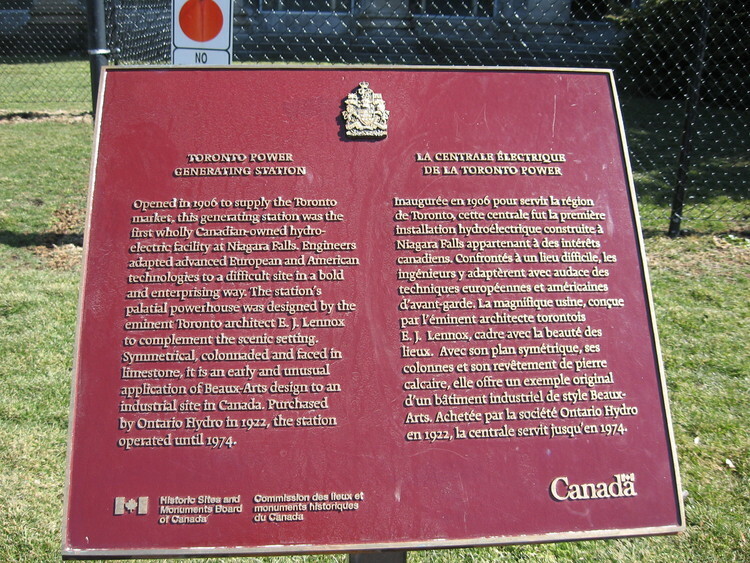 NO
TORONTO POWER
GENERATING STATION
Opened in 1906 to supply the Toronto
market, this generating station was the
first wholly Canadian-owned hydro-
electric facility at Niagara Falls. Engineers
adapted advanced European and American
technologies to a difficult site in a bold
and enterprising way. The station's
palatial powerhouse was designed by the
eminent Toronto architect E. J. Lennox
to complement the scenic setting.
Symmetrical, colonnaded and faced in
limestone, it is an early and unusual
application of Beaux-Arts design to an
industrial site in Canada. Purchased
by Ontario Hydro in 1922, the station
operated until 1974.
LA CENTRALE ÉLECTRIQUE
DE LA TORONTO POWER
Inaugurée en 1906 pour servir la région
de Toronto, cette centrale fut la première
installation hydroélectrique construite à
Niagara Falls appartenant à des intérêts
canadiens. Confrontés à un lieu difficile, les
ingénieurs y adaptèrent avec audace des
techniques européennes et américaines
d'avant-garde. La magnifique usine, conçue
par l'éminent architecte torontois
E. J. Lennox, cadre avec la beauté des
lieux. Avec son plan symétrique, ses
colonnes et son revêtement de pierre
calcaire, elle offre un exemple original
d'un bâtiment industriel de style Beaux-
Arts. Achetée par la société Ontario Hydro
en 1922, la centrale servit jusqu'en 1974.
Historic Sites and
Monuments Board
of Canada
Commission des lieux et
monuments historiques
du Canada
Canada